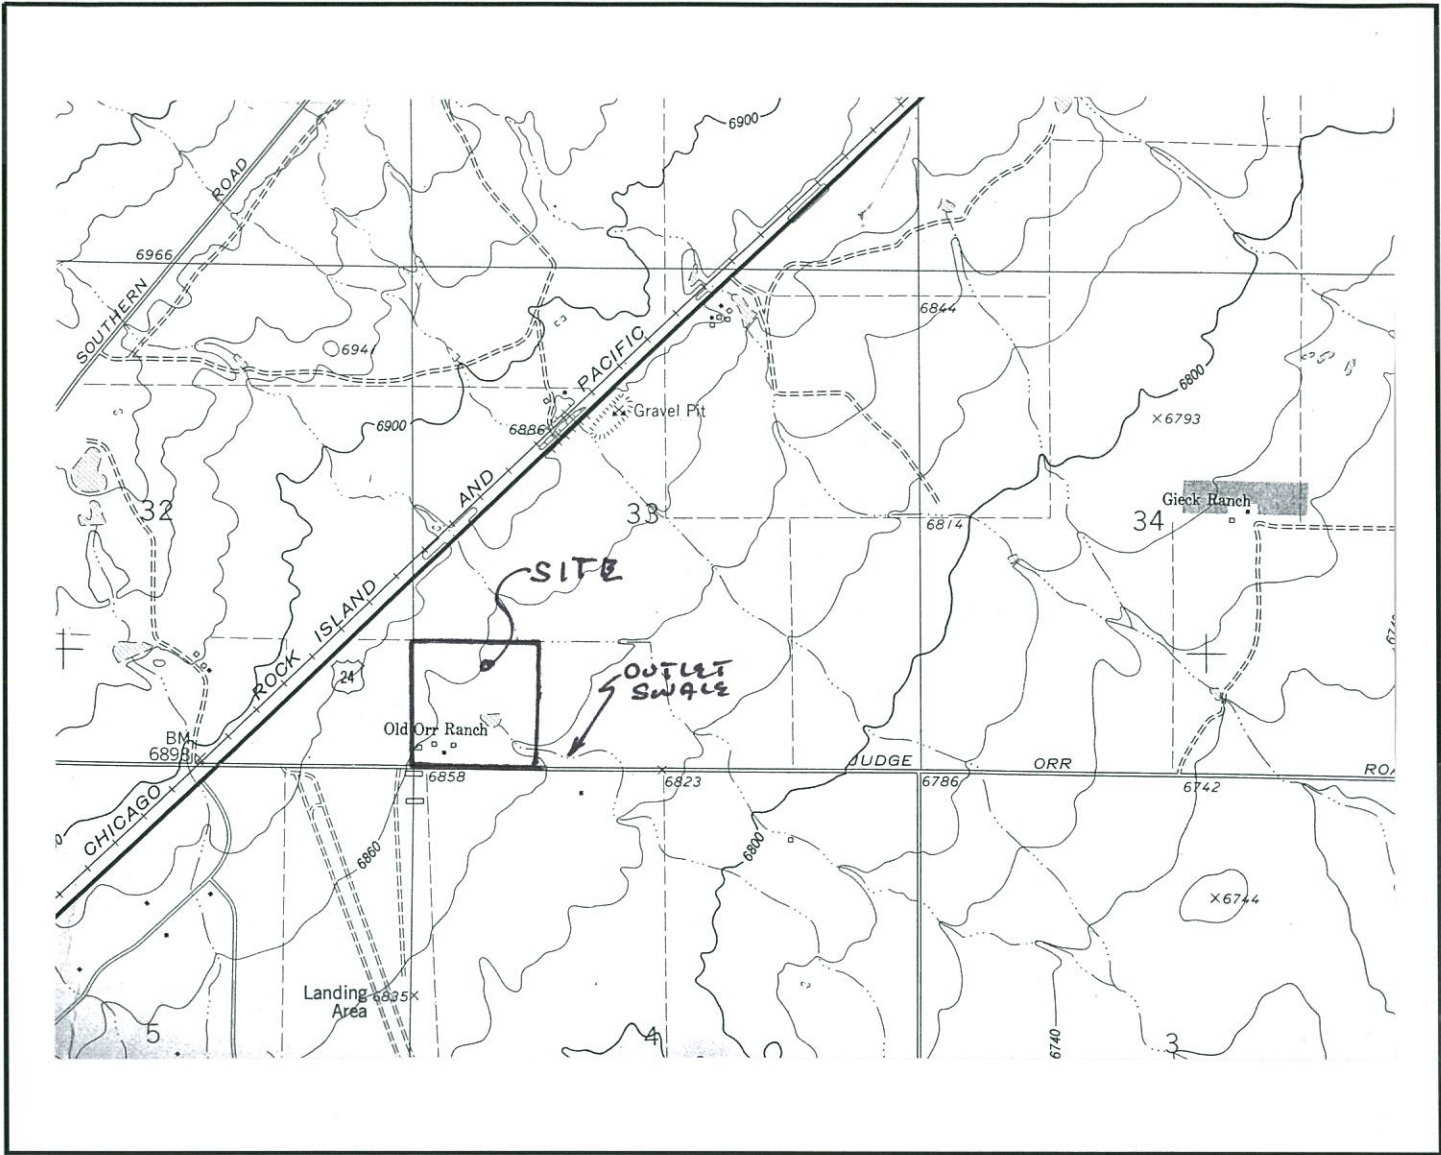 6900
ROAD
6966
SOUTHERN
6844
6941
PACIFIC
6800
Gravel Pit
×6793
6900
6886
AND
32
33
Gieck Ranch
34
6814
SITE
ISLAND
ROCK
24
OUTLET
SWALE
Old Orr Ranch
BM
6898
JUDGE ORR
6858
6823
6786
6742
CHICAGO
6860
6800
×6744
Landing
Area
6835×
5
4
6740
3